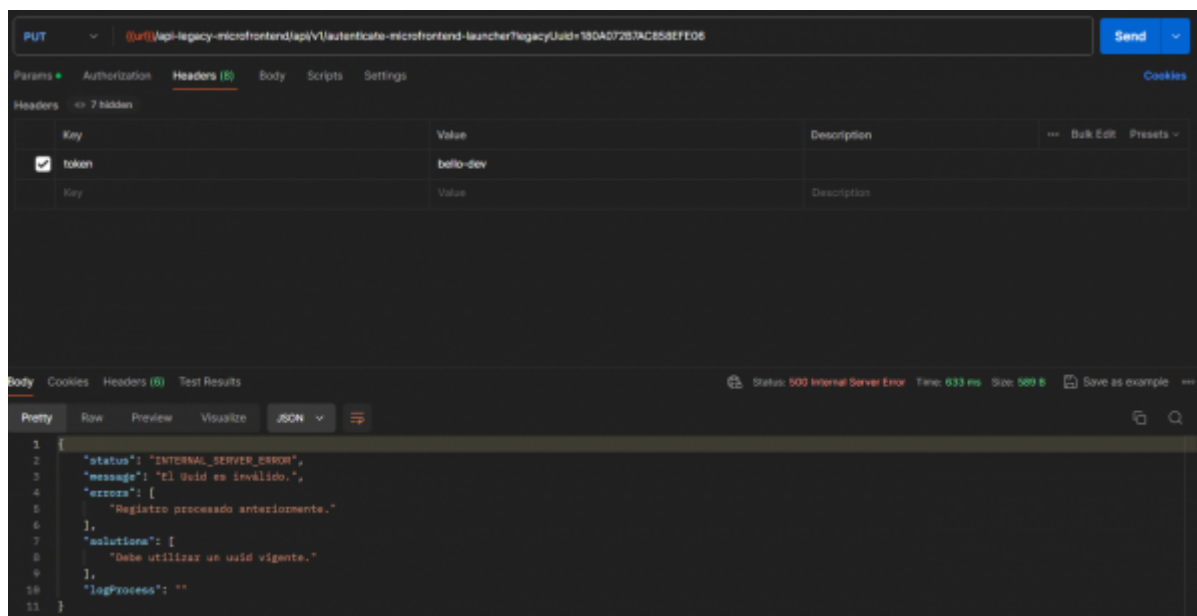 PUT {{url}}/api-legacy-microfrontend/api/v1/autenticate-microfrontend-launcher?legacyUuid=180A072B7AC858EFE06 Send
Params Authorization Headers (8) Body Scripts Settings Cookies
Headers 7 hidden
Key Value Description ••• Bulk Edit Presets
token bello-dev
Key Value Description
Body Cookies Headers (6) Test Results Status: 500 Internal Server Error Time: 633 ms Size: 589 B Save as example •••
Pretty Raw Preview Visualize JSON
1 {
2 "status": "INTERNAL_SERVER_ERROR",
3 "message": "El Uuid es inválido.",
4 "errors": [
5 "Registro procesado anteriormente."
6 ],
7 "solutions": [
8 "Debe utilizar un uuid vigente."
9 ],
10 "logProcess": ""
11 }